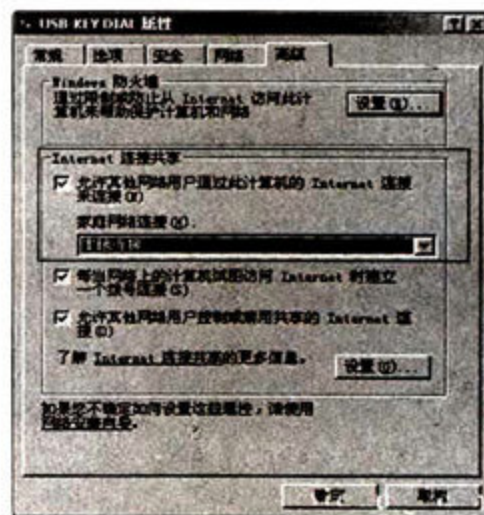 USB KEY DIAL 属性
常规 选项 安全 网络 高级
Windows 防火墙
通过限制或防止从 Internet 访问此计
算机来帮助保护计算机和网络
设置(E)...
Internet 连接共享
允许其他网络用户通过此计算机的 Internet 连接
来连接(N)
家庭网络连接(H).
每当网络上的计算机试图访问 Internet 时建立
一个拨号连接(S)
允许其他网络用户控制或禁用共享的 Internet 连
接(O)
了解 Internet 连接共享的更多信息。
设置(G)...
如果您不确定如何设置这些属性,请使用
网络安装向导。
确定 取消